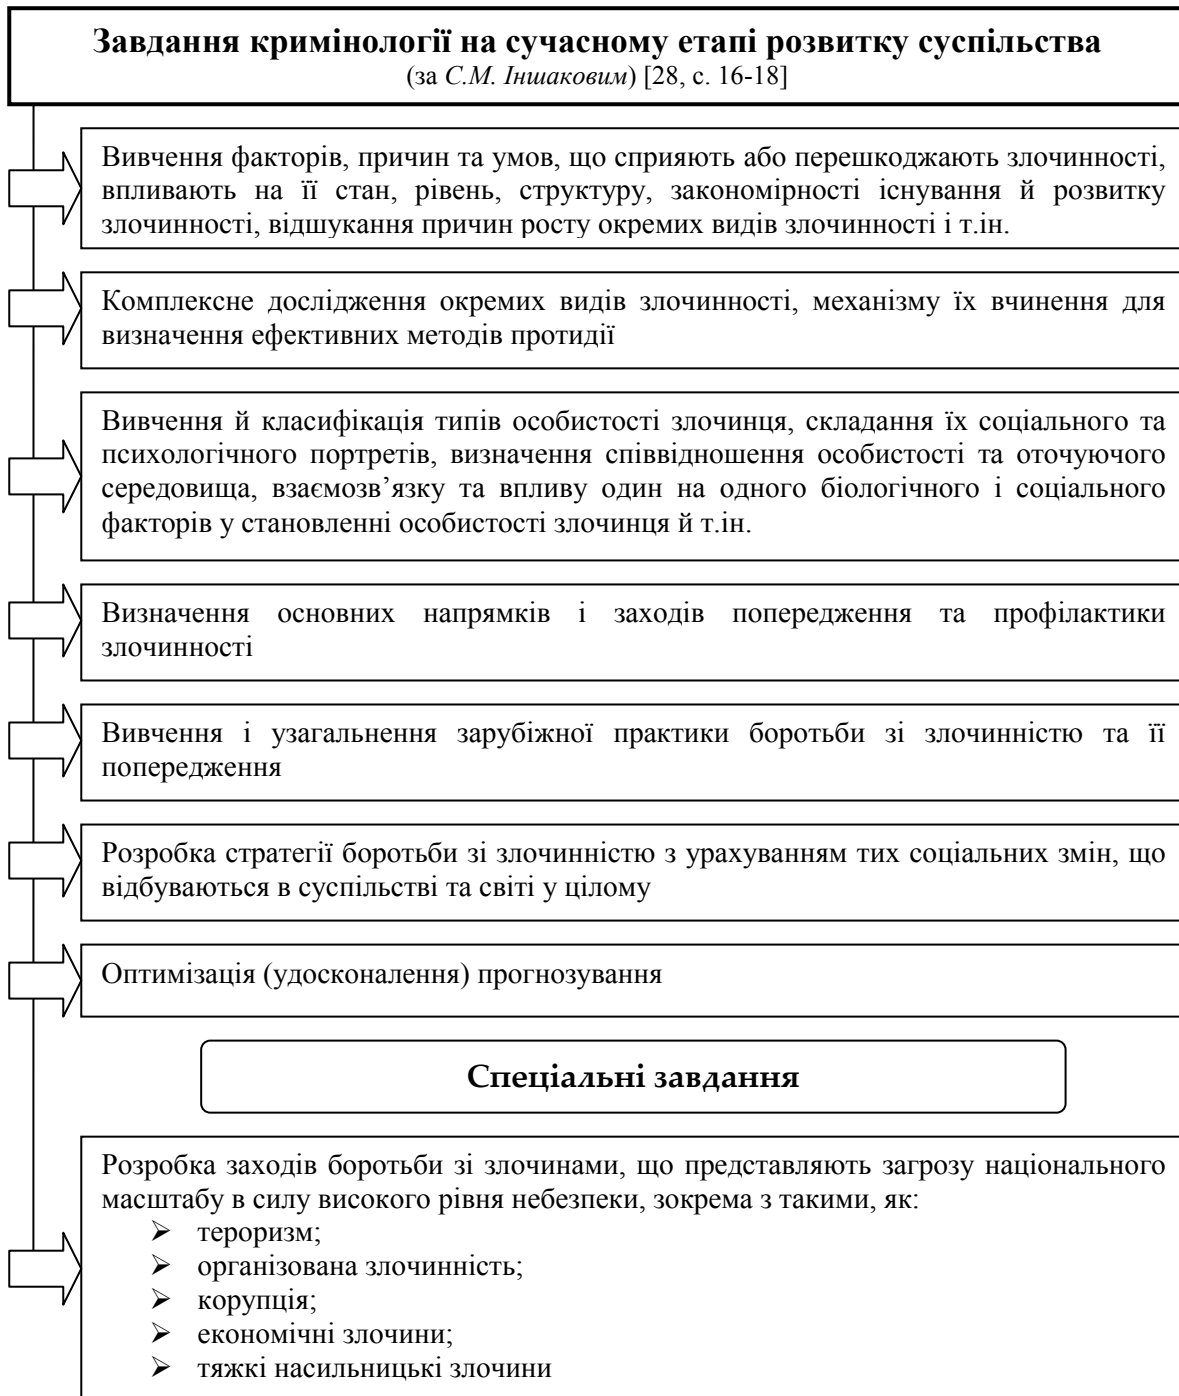 Завдання кримінології на сучасному етапі розвитку суспільства
(за С.М. Іншаковим) [28, с. 16-18]
Вивчення факторів, причин та умов, що сприяють або перешкоджають злочинності,
впливають на її стан, рівень, структуру, закономірності існування й розвитку
злочинності, відшукання причин росту окремих видів злочинності і т.ін.
Комплексне дослідження окремих видів злочинності, механізму їх вчинення для
визначення ефективних методів протидії
Вивчення й класифікація типів особистості злочинця, складання їх соціального та
психологічного портретів, визначення співвідношення особистості та оточуючого
середовища, взаємозв’язку та впливу один на одного біологічного і соціального
факторів у становленні особистості злочинця й т.ін.
Визначення основних напрямків і заходів попередження та профілактики
злочинності
Вивчення і узагальнення зарубіжної практики боротьби зі злочинністю та її
попередження
Розробка стратегії боротьби зі злочинністю з урахуванням тих соціальних змін, що
відбуваються в суспільстві та світі у цілому
Оптимізація (удосконалення) прогнозування
Спеціальні завдання
Розробка заходів боротьби зі злочинами, що представляють загрозу національного
масштабу в силу високого рівня небезпеки, зокрема з такими, як:
➢ тероризм;
➢ організована злочинність;
➢ корупція;
➢ економічні злочини;
➢ тяжкі насильницькі злочини